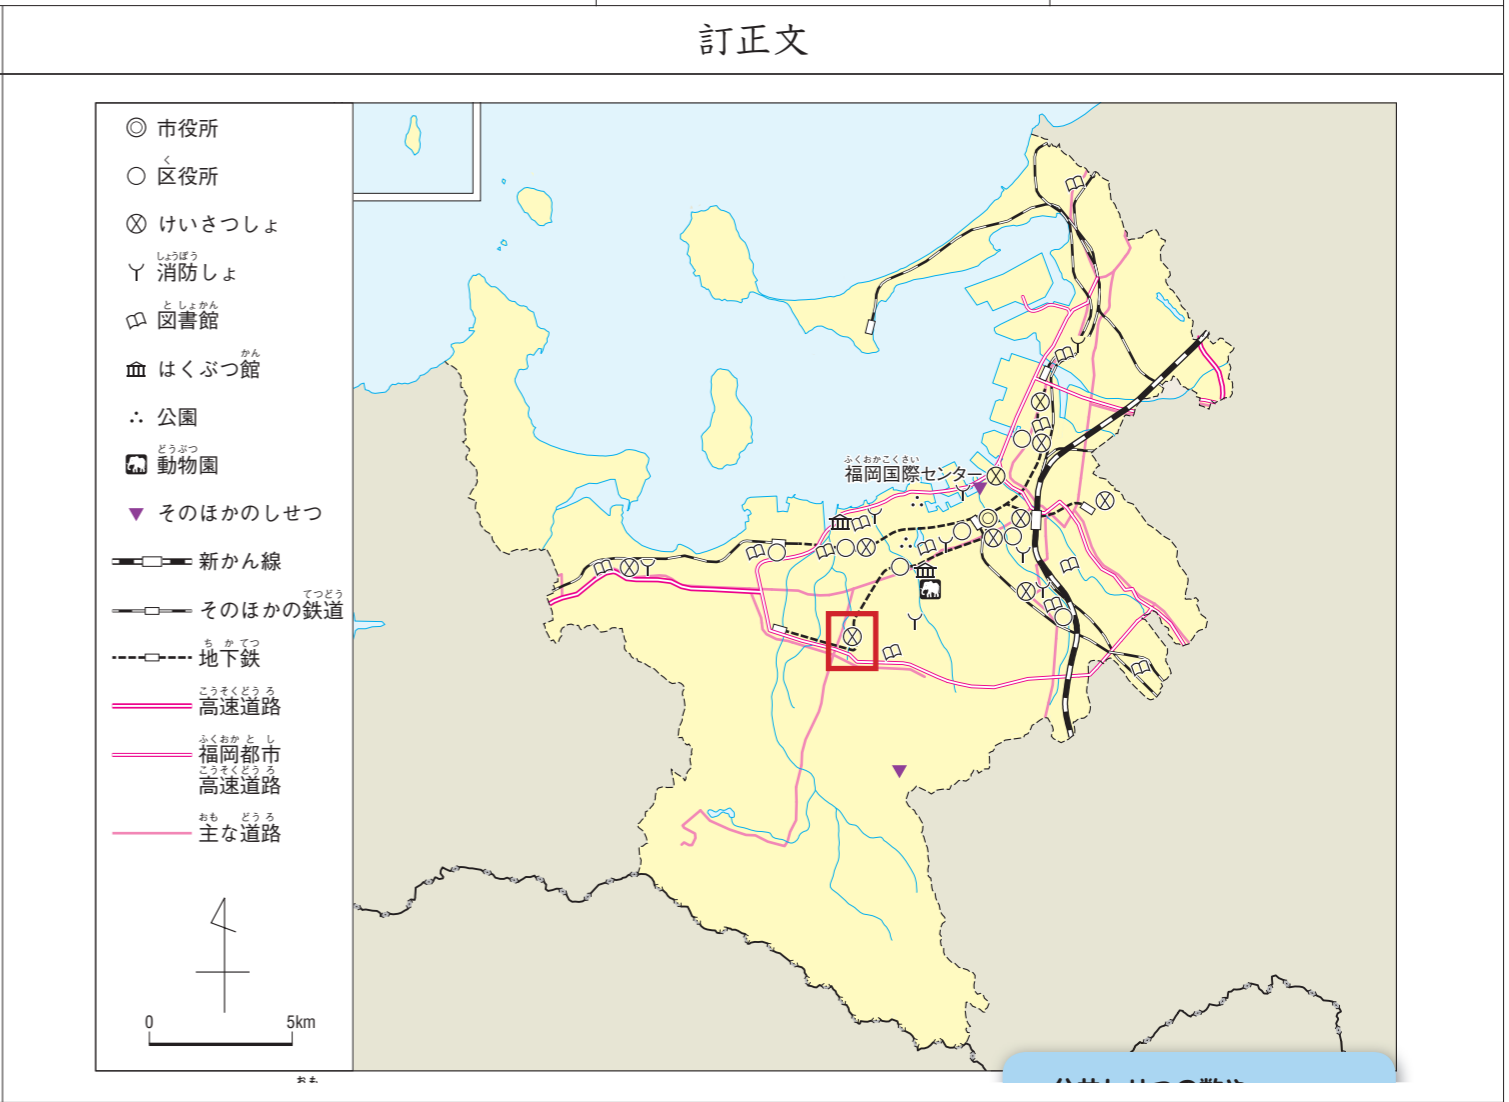 訂正文
市役所
く
区役所
けいさつしょ
しょうぼう
消防しょ
としょかん
図書館
かん
はくぶつ館
公園
どうぶつ
動物園
そのほかのしせつ
新かん線
てつどう
そのほかの鉄道
ちかてつ
地下鉄
こうそくどうろ
高速道路
ふくおかとし
福岡都市
こうそくどうろ
高速道路
おも どうろ
主な道路
0 5km
ふくおかこくさい
福岡国際センター
おも